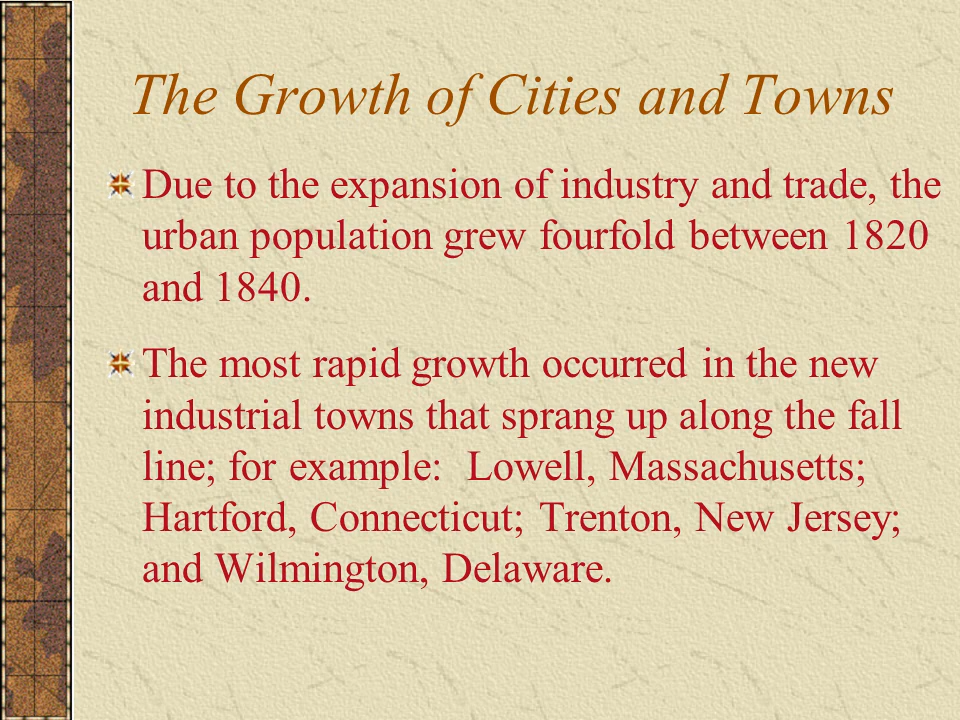 The Growth of Cities and Towns
Due to the expansion of industry and trade, the
urban population grew fourfold between 1820
and 1840.
The most rapid growth occurred in the new
industrial towns that sprang up along the fall
line; for example:  Lowell, Massachusetts;
Hartford, Connecticut; Trenton, New Jersey;
and Wilmington, Delaware.